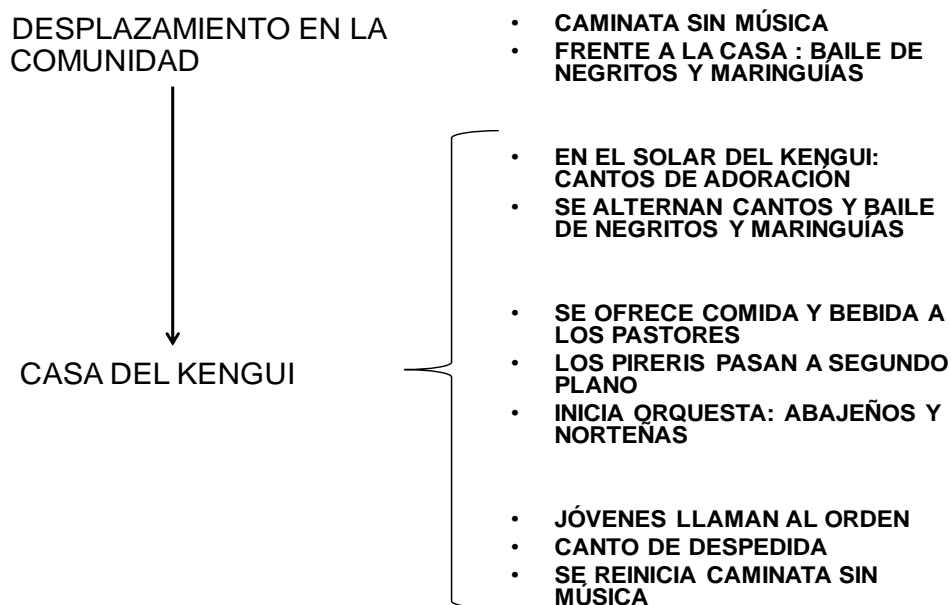 DESPLAZAMIENTO EN LA
COMUNIDAD
• CAMINATA SIN MÚSICA
• FRENTE A LA CASA : BAILE DE
NEGRITOS Y MARINGUÍAS
• EN EL SOLAR DEL KENGUI:
CANTOS DE ADORACIÓN
• SE ALTERNAN CANTOS Y BAILE
DE NEGRITOS Y MARINGUÍAS
CASA DEL KENGUI
• SE OFRECE COMIDA Y BEBIDA A
LOS PASTORES
• LOS PIRERIS PASAN A SEGUNDO
PLANO
• INICIA ORQUESTA: ABAJEÑOS Y
NORTEÑAS
• JÓVENES LLAMAN AL ORDEN
• CANTO DE DESPEDIDA
• SE REINICIA CAMINATA SIN
MÚSICA